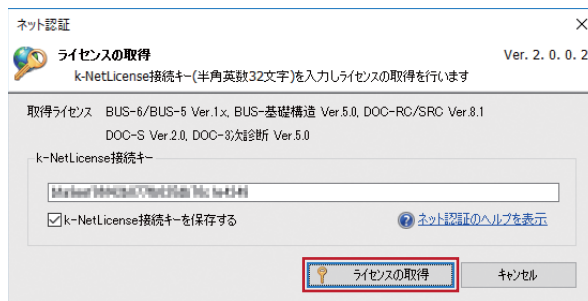 ネット認証
ライセンスの取得
Ver. 2. 0. 0. 2
k-NetLicense接続キー(半角英数32文字)を入力しライセンスの取得を行います
取得ライセンス BUS-6/BUS-5 Ver.1.x, BUS-基礎構造 Ver.5.0, DOC-RC/SRC Ver.8.1
DOC-S Ver.2.0, DOC-3次診断 Ver.5.0
k-NetLicense接続キー
k-NetLicense接続キーを保存する
ネット認証のヘルプを表示
ライセンスの取得
キャンセル